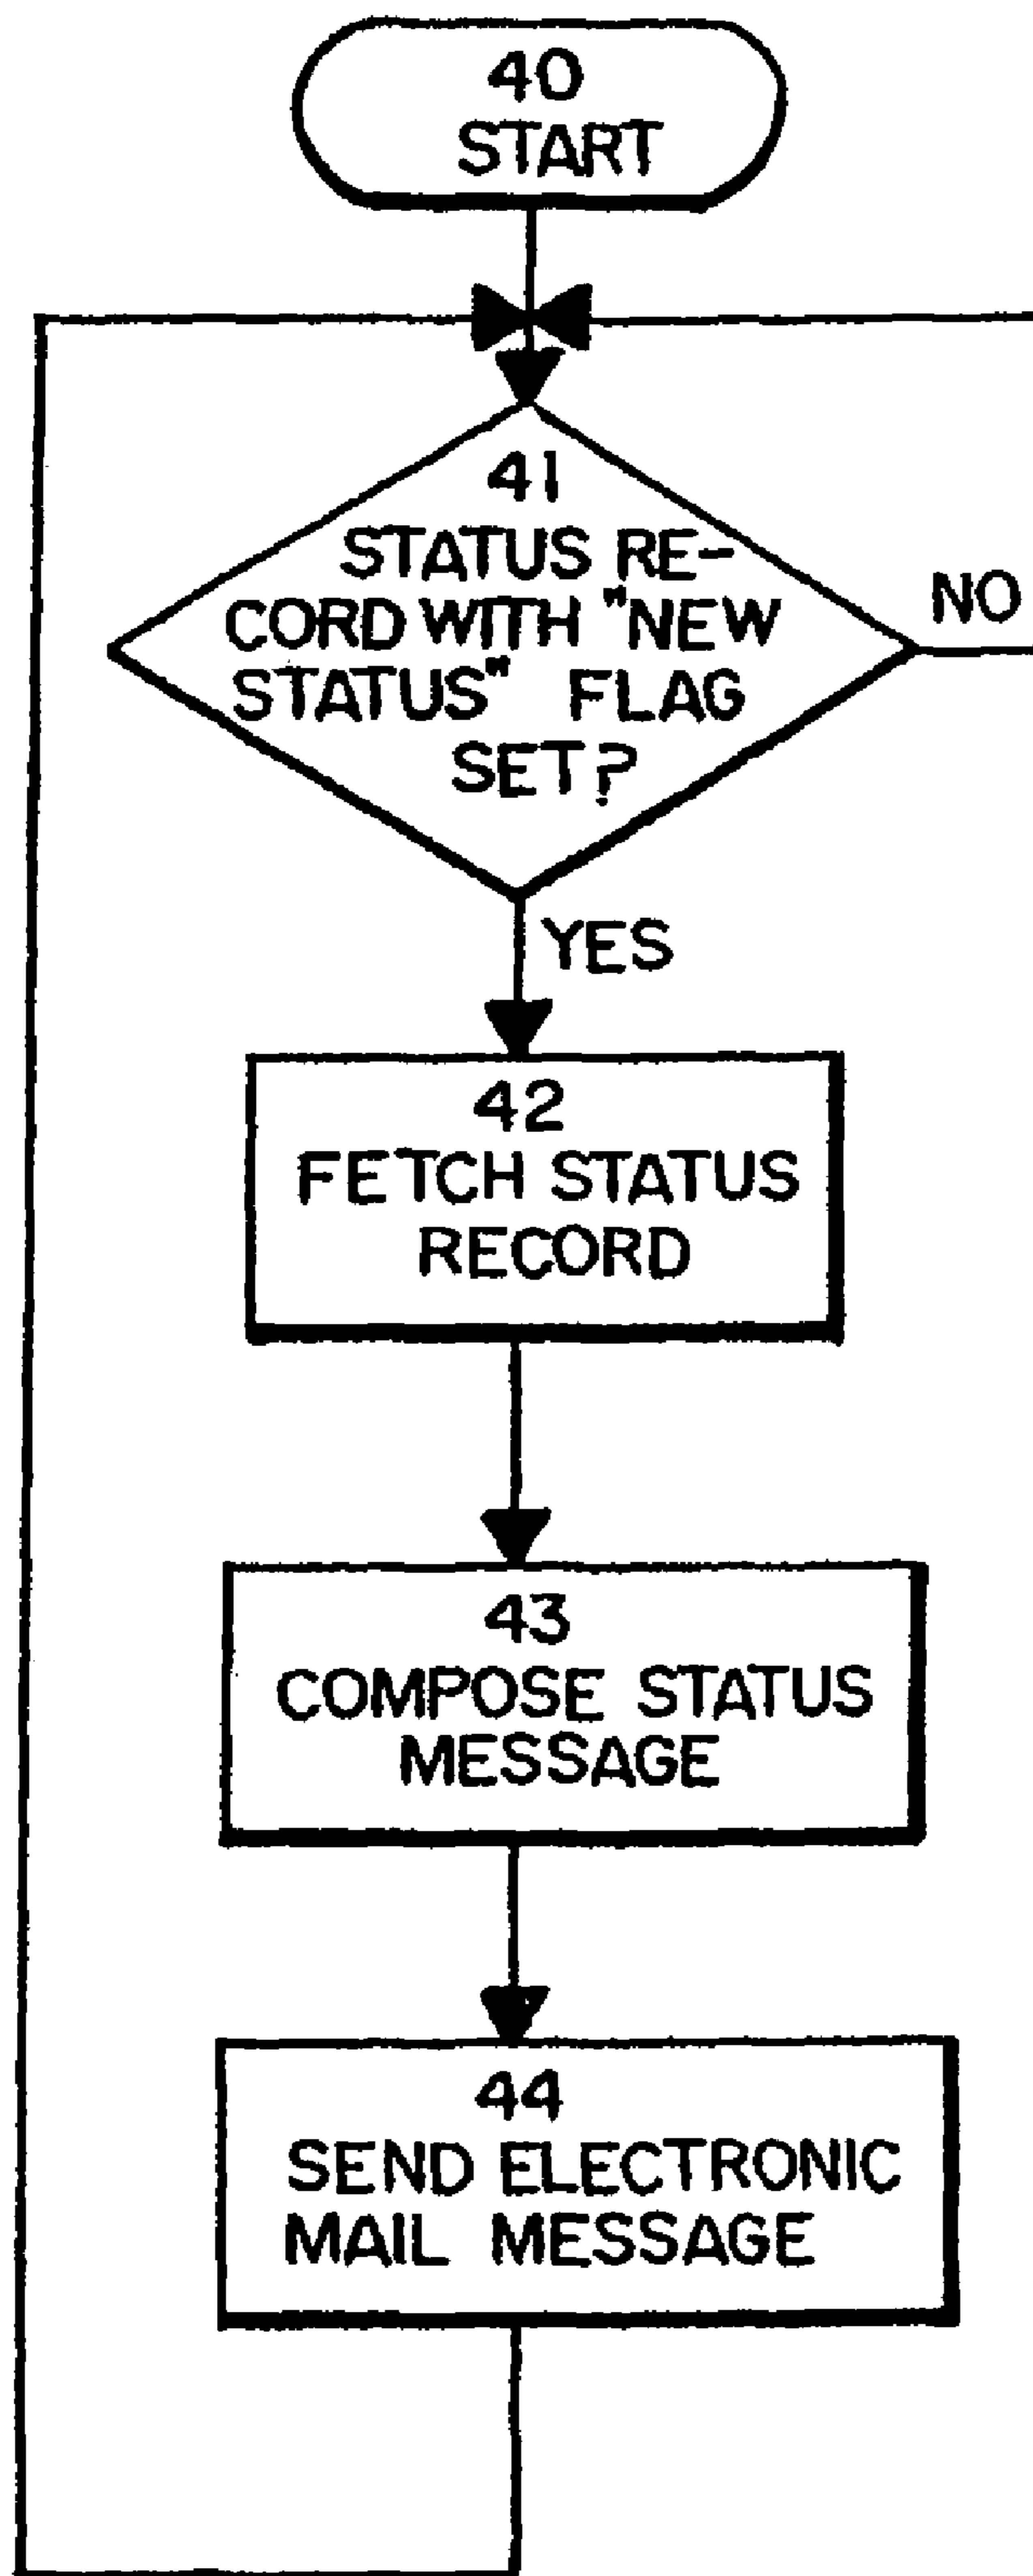 40
START
41
STATUS RE-
CORD WITH "NEW
STATUS" FLAG
SET?
NO
YES
42
FETCH STATUS
RECORD
43
COMPOSE STATUS
MESSAGE
44
SEND ELECTRONIC
MAIL MESSAGE